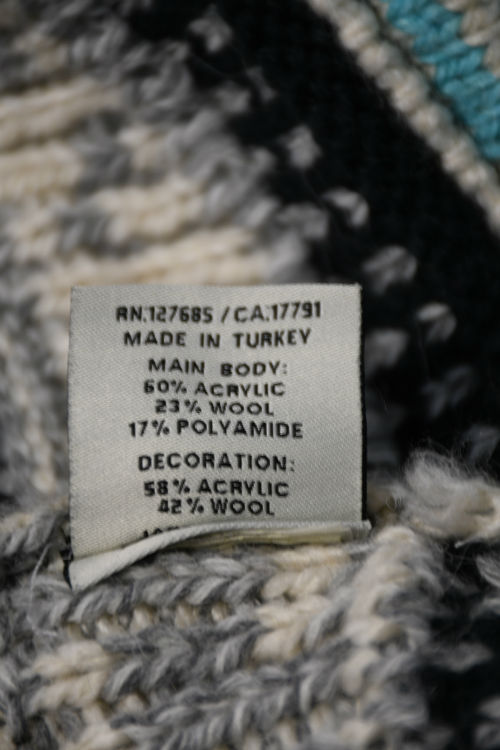 RN.127685 / CA.17791
MADE IN TURKEY
MAIN BODY:
60% ACRYLIC
23% WOOL
17% POLYAMIDE
DECORATION:
58% ACRYLIC
42% WOOL